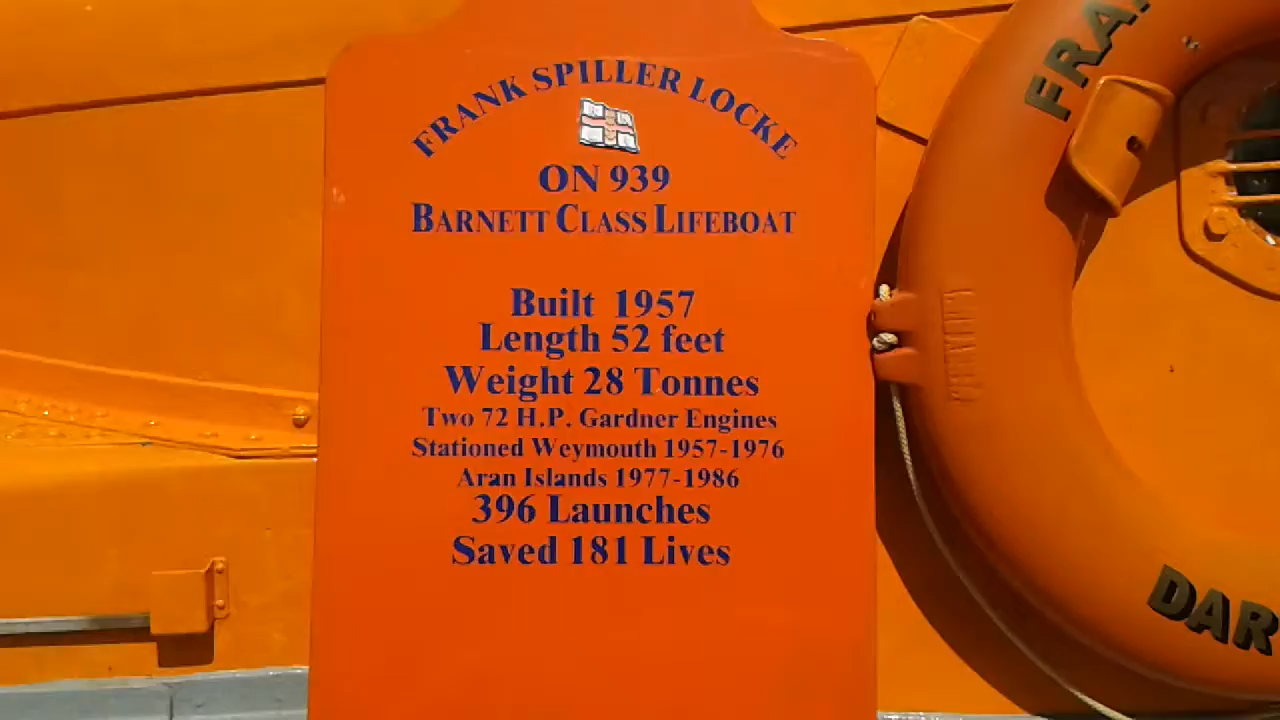 FRANK SPILLER LOCKE
ON 939
BARNETT CLASS LIFEBOAT
Built 1957
Length 52 feet
Weight 28 Tonnes
Two 72 H.P. Gardner Engines
Stationed Weymouth 1957-1976
Aran Islands 1977-1986
396 Launches
Saved 181 Lives
FRA
DAR